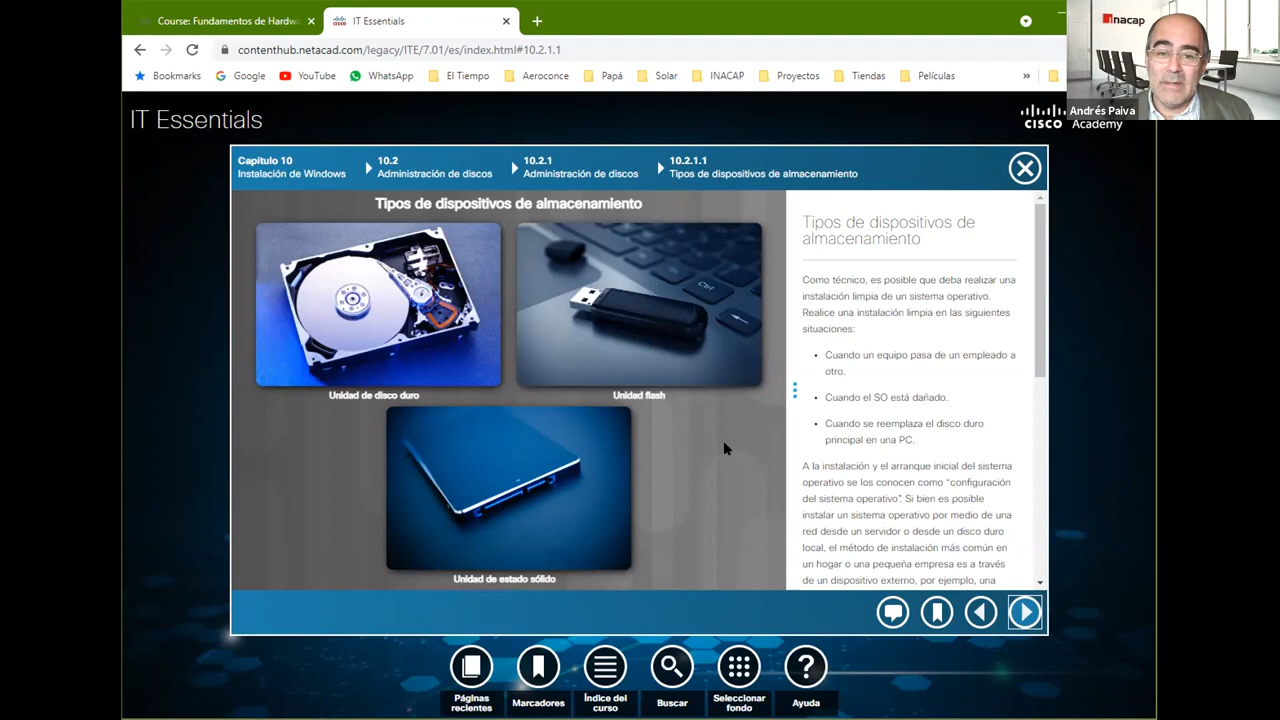 Course: Fundamentos de Hardwa
IT Essentials
contenthub.netacad.com/legacy/ITE/7.01/es/index.html#10.2.1.1
Bookmarks
Google
YouTube
WhatsApp
El Tiempo
Aeroconce
Papá
Solar
INACAP
Proyectos
Tiendas
Películas
»
inacap
Andrés Paiva
IT Essentials
cisco Academy
Capítulo 10
Instalación de Windows
10.2
Administración de discos
10.2.1
Administración de discos
10.2.1.1
Tipos de dispositivos de almacenamiento
Tipos de dispositivos de almacenamiento
Ctrl
Unidad de disco duro
Unidad flash
Unidad de estado sólido
Tipos de dispositivos de
almacenamiento
Como técnico, es posible que deba realizar una
instalación limpia de un sistema operativo.
Realice una instalación limpia en las siguientes
situaciones:
• Cuando un equipo pasa de un empleado a
otro.
• Cuando el SO está dañado.
• Cuando se reemplaza el disco duro
principal en una PC.
A la instalación y el arranque inicial del sistema
operativo se los conocen como “configuración
del sistema operativo”. Si bien es posible
instalar un sistema operativo por medio de una
red desde un servidor o desde un disco duro
local, el método de instalación más común en
un hogar o una pequeña empresa es a través
de un dispositivo externo, por ejemplo, una
Páginas
recientes
Marcadores
Índice del
curso
Buscar
Seleccionar
fondo
?
Ayuda